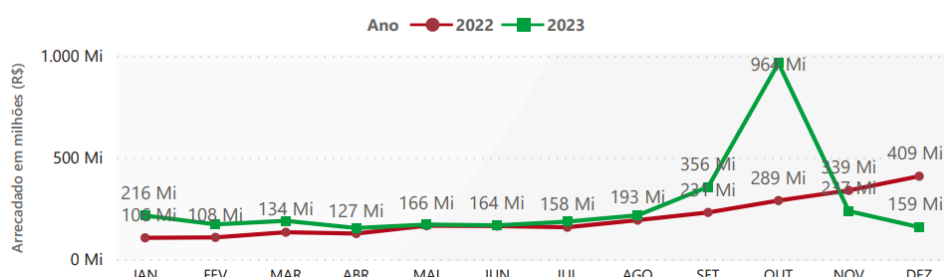 Ano 2022 2023
Arrecadado em milhões (R$)
1.000 Mi
500 Mi
0 Mi
216 Mi
108 Mi
134 Mi
127 Mi
166 Mi
164 Mi
158 Mi
193 Mi
356 Mi
964 Mi
289 Mi
339 Mi
409 Mi
159 Mi
JAN FEV MAR ABR MAI JUN JUL AGO SET OUT NOV DEZ